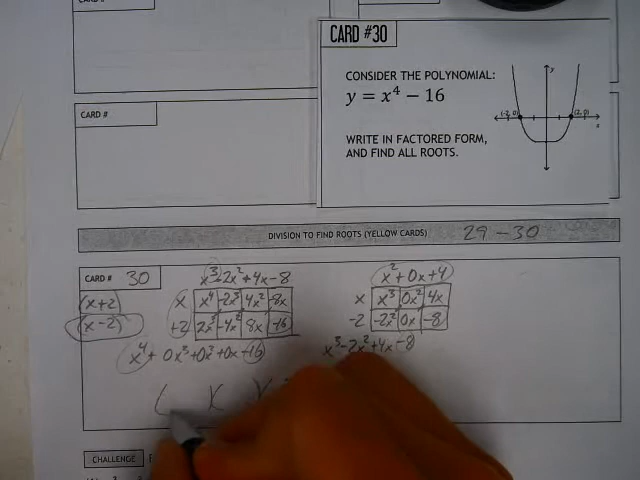 CARD #
CARD #30
CONSIDER THE POLYNOMIAL:
y = x⁴ − 16
WRITE IN FACTORED FORM,
AND FIND ALL ROOTS.
y
(-2, 0)
(2, 0)
x
DIVISION TO FIND ROOTS (YELLOW CARDS)
29 - 30
CARD # 30
(x+2)
(x-2)
x³-2x²+4x-8
x x⁴ -2x³ 4x² -8x
+2 2x³ -4x² 8x -16
x⁴ + 0x³+0x²+0x-16
x² + 0x + 4
x x³ 0x² 4x
-2 -2x² 0x -8
x³-2x²+4x-8
( )( )(
CHALLENGE